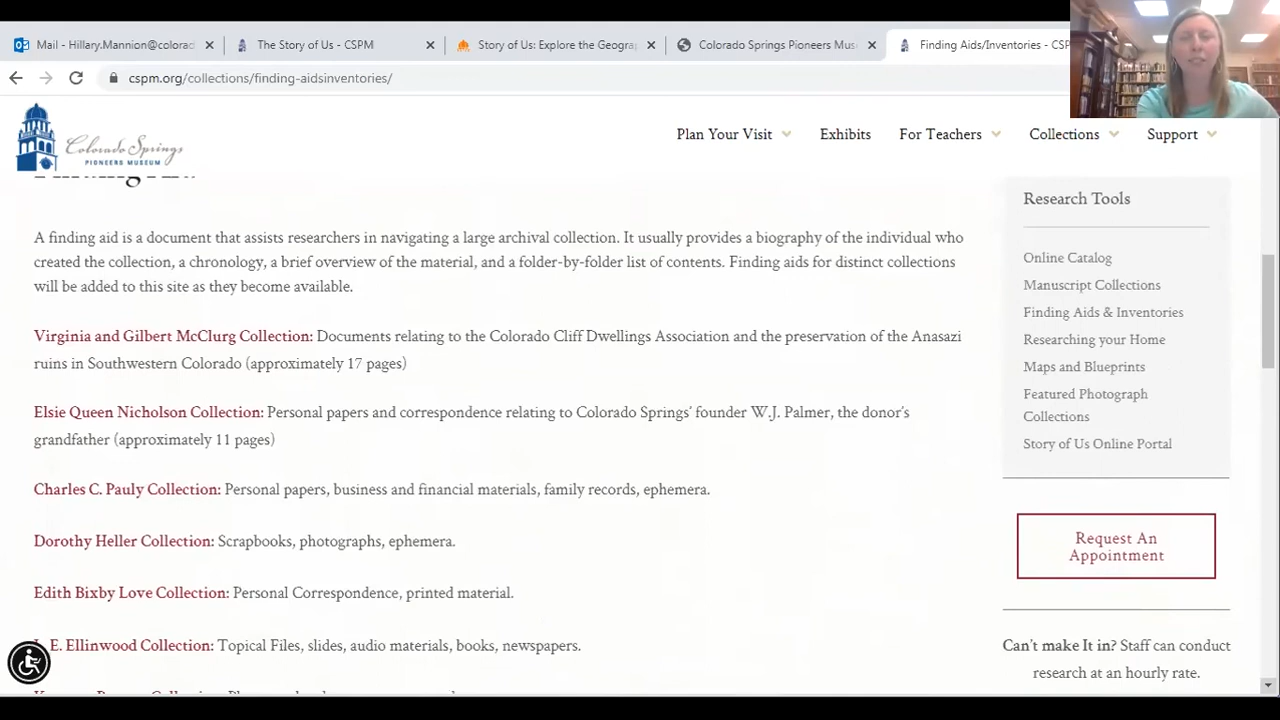 Mail - Hillary.Mannion@colorad
The Story of Us - CSPM
Story of Us: Explore the Geogra
Colorado Springs Pioneers Mus
Finding Aids/Inventories - CSP
cspm.org/collections/finding-aidsinventories/
Colorado Springs
PIONEERS MUSEUM
Plan Your Visit
Exhibits
For Teachers
Collections
Support
A finding aid is a document that assists researchers in navigating a large archival collection. It usually provides a biography of the individual who
created the collection, a chronology, a brief overview of the material, and a folder-by-folder list of contents. Finding aids for distinct collections
will be added to this site as they become available.
Virginia and Gilbert McClurg Collection: Documents relating to the Colorado Cliff Dwellings Association and the preservation of the Anasazi
ruins in Southwestern Colorado (approximately 17 pages)
Elsie Queen Nicholson Collection: Personal papers and correspondence relating to Colorado Springs' founder W.J. Palmer, the donor's
grandfather (approximately 11 pages)
Charles C. Pauly Collection: Personal papers, business and financial materials, family records, ephemera.
Dorothy Heller Collection: Scrapbooks, photographs, ephemera.
Edith Bixby Love Collection: Personal Correspondence, printed material.
E. Ellinwood Collection: Topical Files, slides, audio materials, books, newspapers.
Research Tools
Online Catalog
Manuscript Collections
Finding Aids & Inventories
Researching your Home
Maps and Blueprints
Featured Photograph
Collections
Story of Us Online Portal
Request An
Appointment
Can't make It in? Staff can conduct
research at an hourly rate.